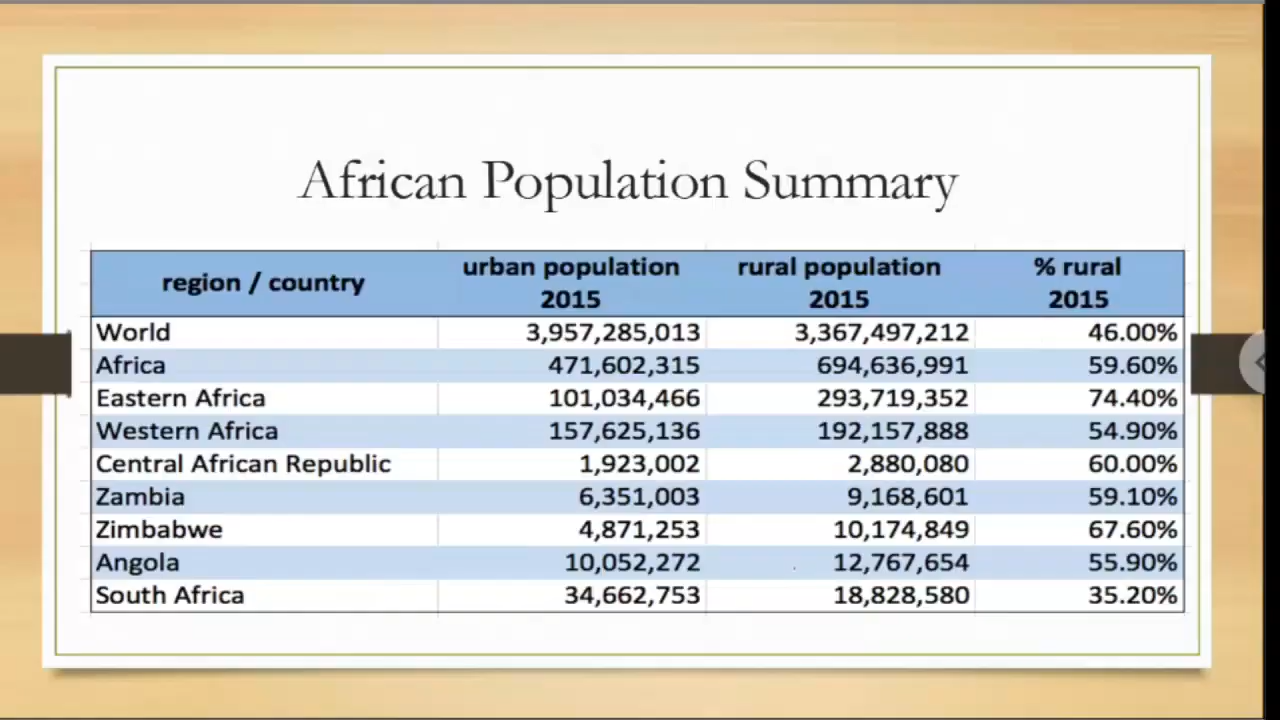 African Population Summary
region / country urban population 2015 rural population 2015 % rural 2015
World 3,957,285,013 3,367,497,212 46.00%
Africa 471,602,315 694,636,991 59.60%
Eastern Africa 101,034,466 293,719,352 74.40%
Western Africa 157,625,136 192,157,888 54.90%
Central African Republic 1,923,002 2,880,080 60.00%
Zambia 6,351,003 9,168,601 59.10%
Zimbabwe 4,871,253 10,174,849 67.60%
Angola 10,052,272 12,767,654 55.90%
South Africa 34,662,753 18,828,580 35.20%